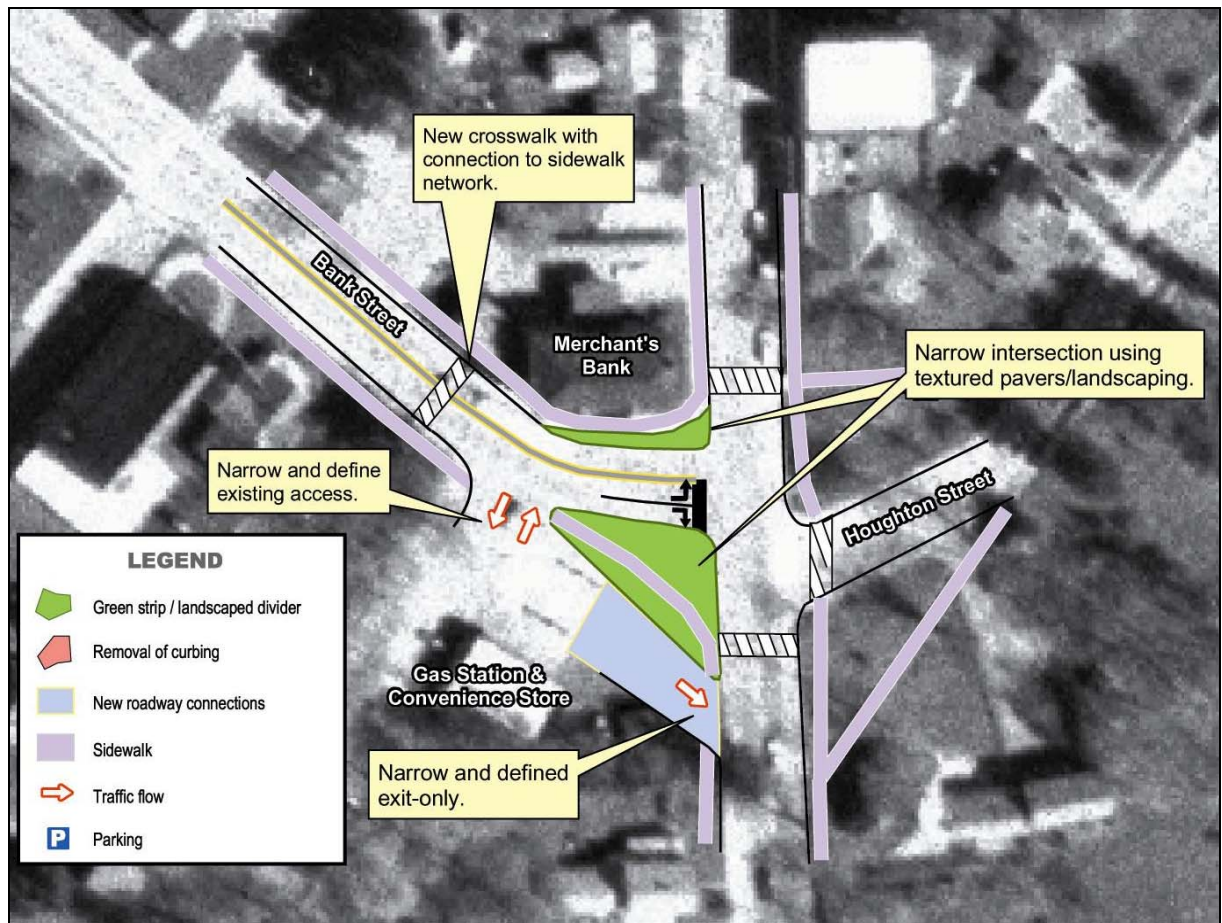 New crosswalk with
connection to sidewalk
network.
Bank Street
Merchant's
Bank
Narrow intersection using
textured pavers/landscaping.
Narrow and define
existing access.
Houghton Street
LEGEND
Green strip / landscaped divider
Removal of curbing
New roadway connections
Sidewalk
Traffic flow
P
Parking
Gas Station &
Convenience Store
Narrow and defined
exit-only.